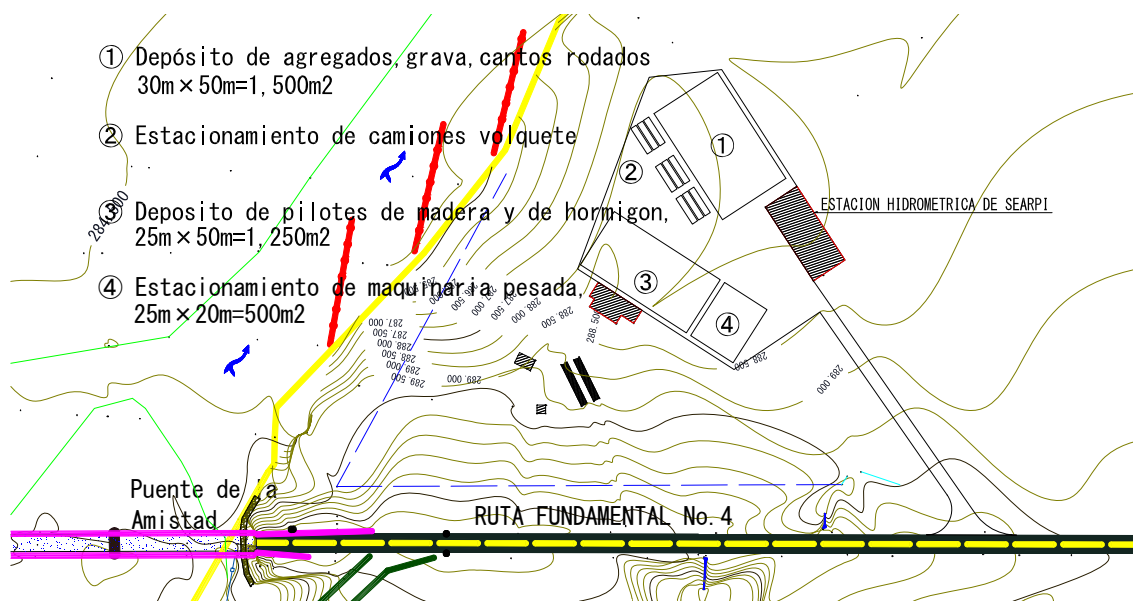 ① Depósito de agregados, grava, cantos rodados
30m×50m=1,500m2
② Estacionamiento de camiones volquete
③ Deposito de pilotes de madera y de hormigon,
25m×50m=1,250m2
④ Estacionamiento de maquinaria pesada,
25m×20m=500m2
①
②
③
④
ESTACION HIDROMETRICA DE SEARPI
287.000
287.500
288.000
288.500
289.000
289.500
289.000
287.000
287.500
288.000
288.500
288.500
289.000
Puente de la
Amistad
RUTA FUNDAMENTAL No.4